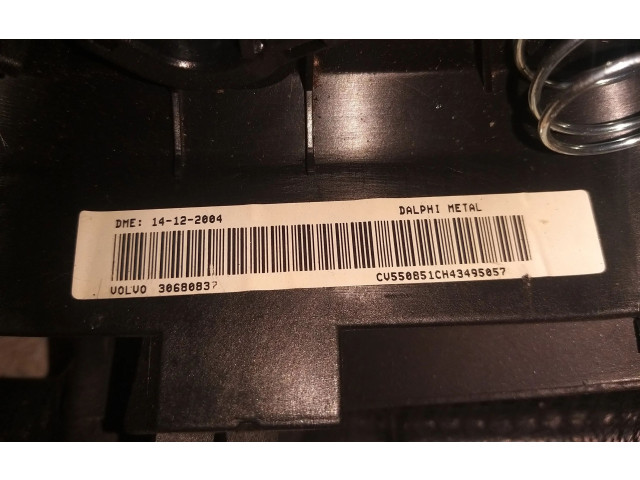 DME: 14-12-2004 DALPHI METAL
VOLVO 30680837 CV550851CH43495057